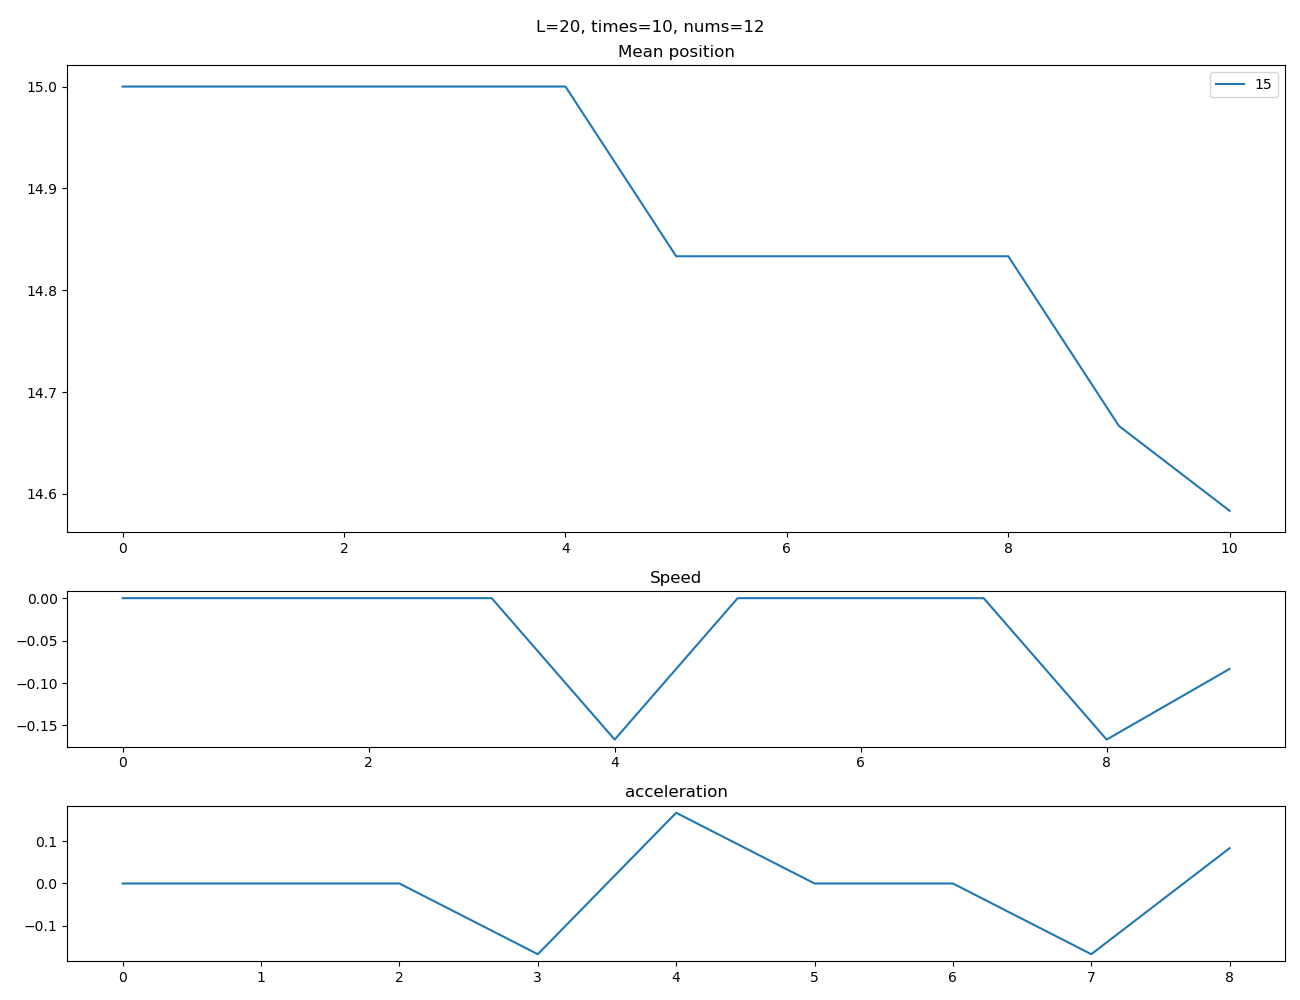 L=20, times=10, nums=12
Mean position
15
15.0
14.9
14.8
14.7
14.6
0 2 4 6 8 10
Speed
0.00
−0.05
−0.10
−0.15
0 2 4 6 8
acceleration
0.1
0.0
−0.1
0 1 2 3 4 5 6 7 8